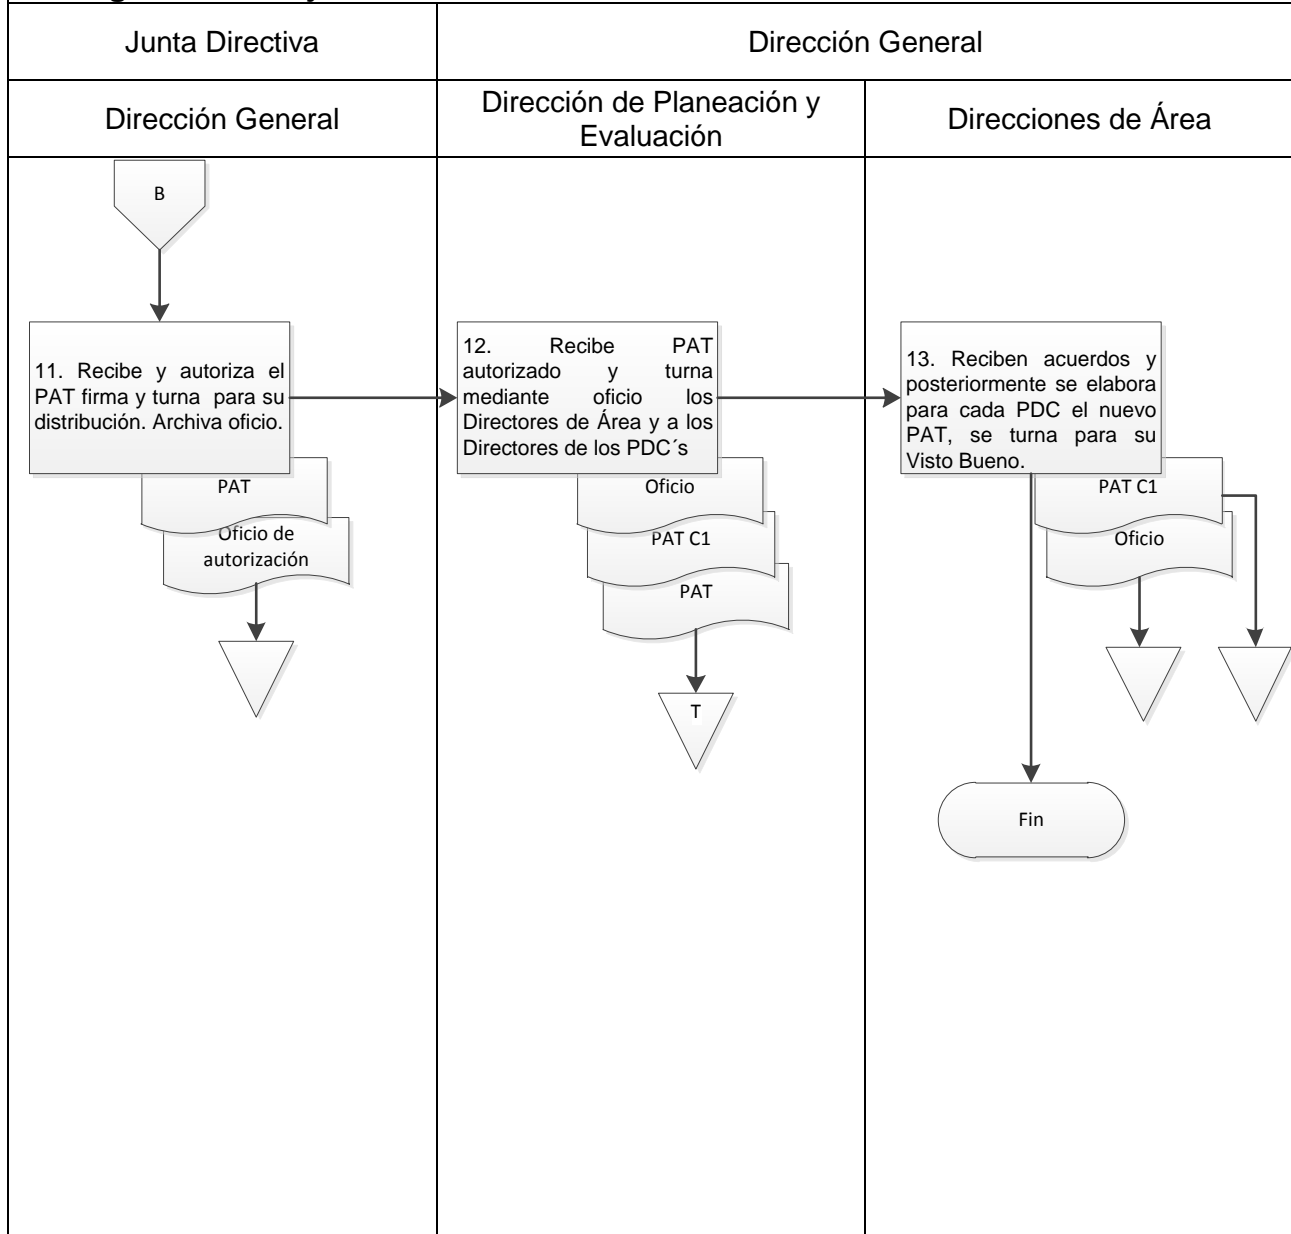 Junta Directiva
Dirección General
Dirección General
Dirección de Planeación y
Evaluación
Direcciones de Área
B
11. Recibe y autoriza el
PAT firma y turna para su
distribución. Archiva oficio.
PAT
Oficio de
autorización
12. Recibe PAT
autorizado y turna
mediante oficio los
Directores de Área y a los
Directores de los PDC´s
Oficio
PAT C1
PAT
T
13. Reciben acuerdos y
posteriormente se elabora
para cada PDC el nuevo
PAT, se turna para su
Visto Bueno.
PAT C1
Oficio
Fin